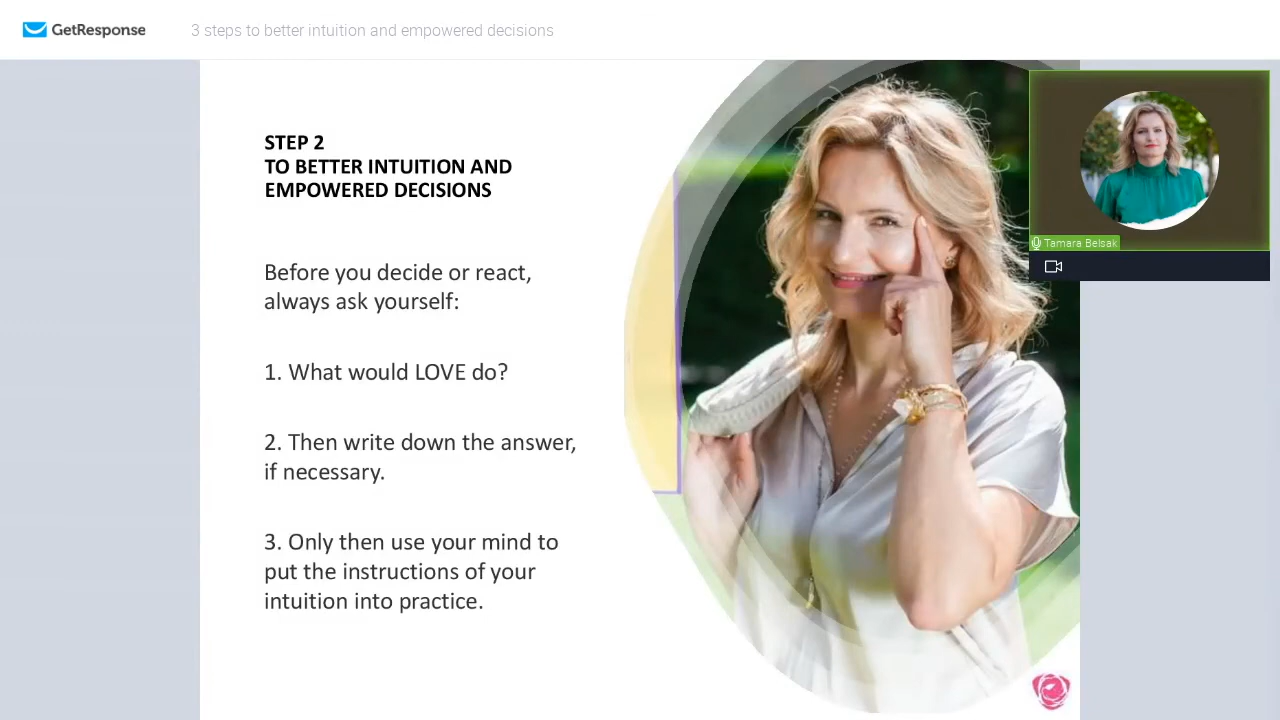 GetResponse
3 steps to better intuition and empowered decisions
STEP 2
TO BETTER INTUITION AND
EMPOWERED DECISIONS
Before you decide or react,
always ask yourself:
1. What would LOVE do?
2. Then write down the answer,
if necessary.
3. Only then use your mind to
put the instructions of your
intuition into practice.
Tamara Belsak